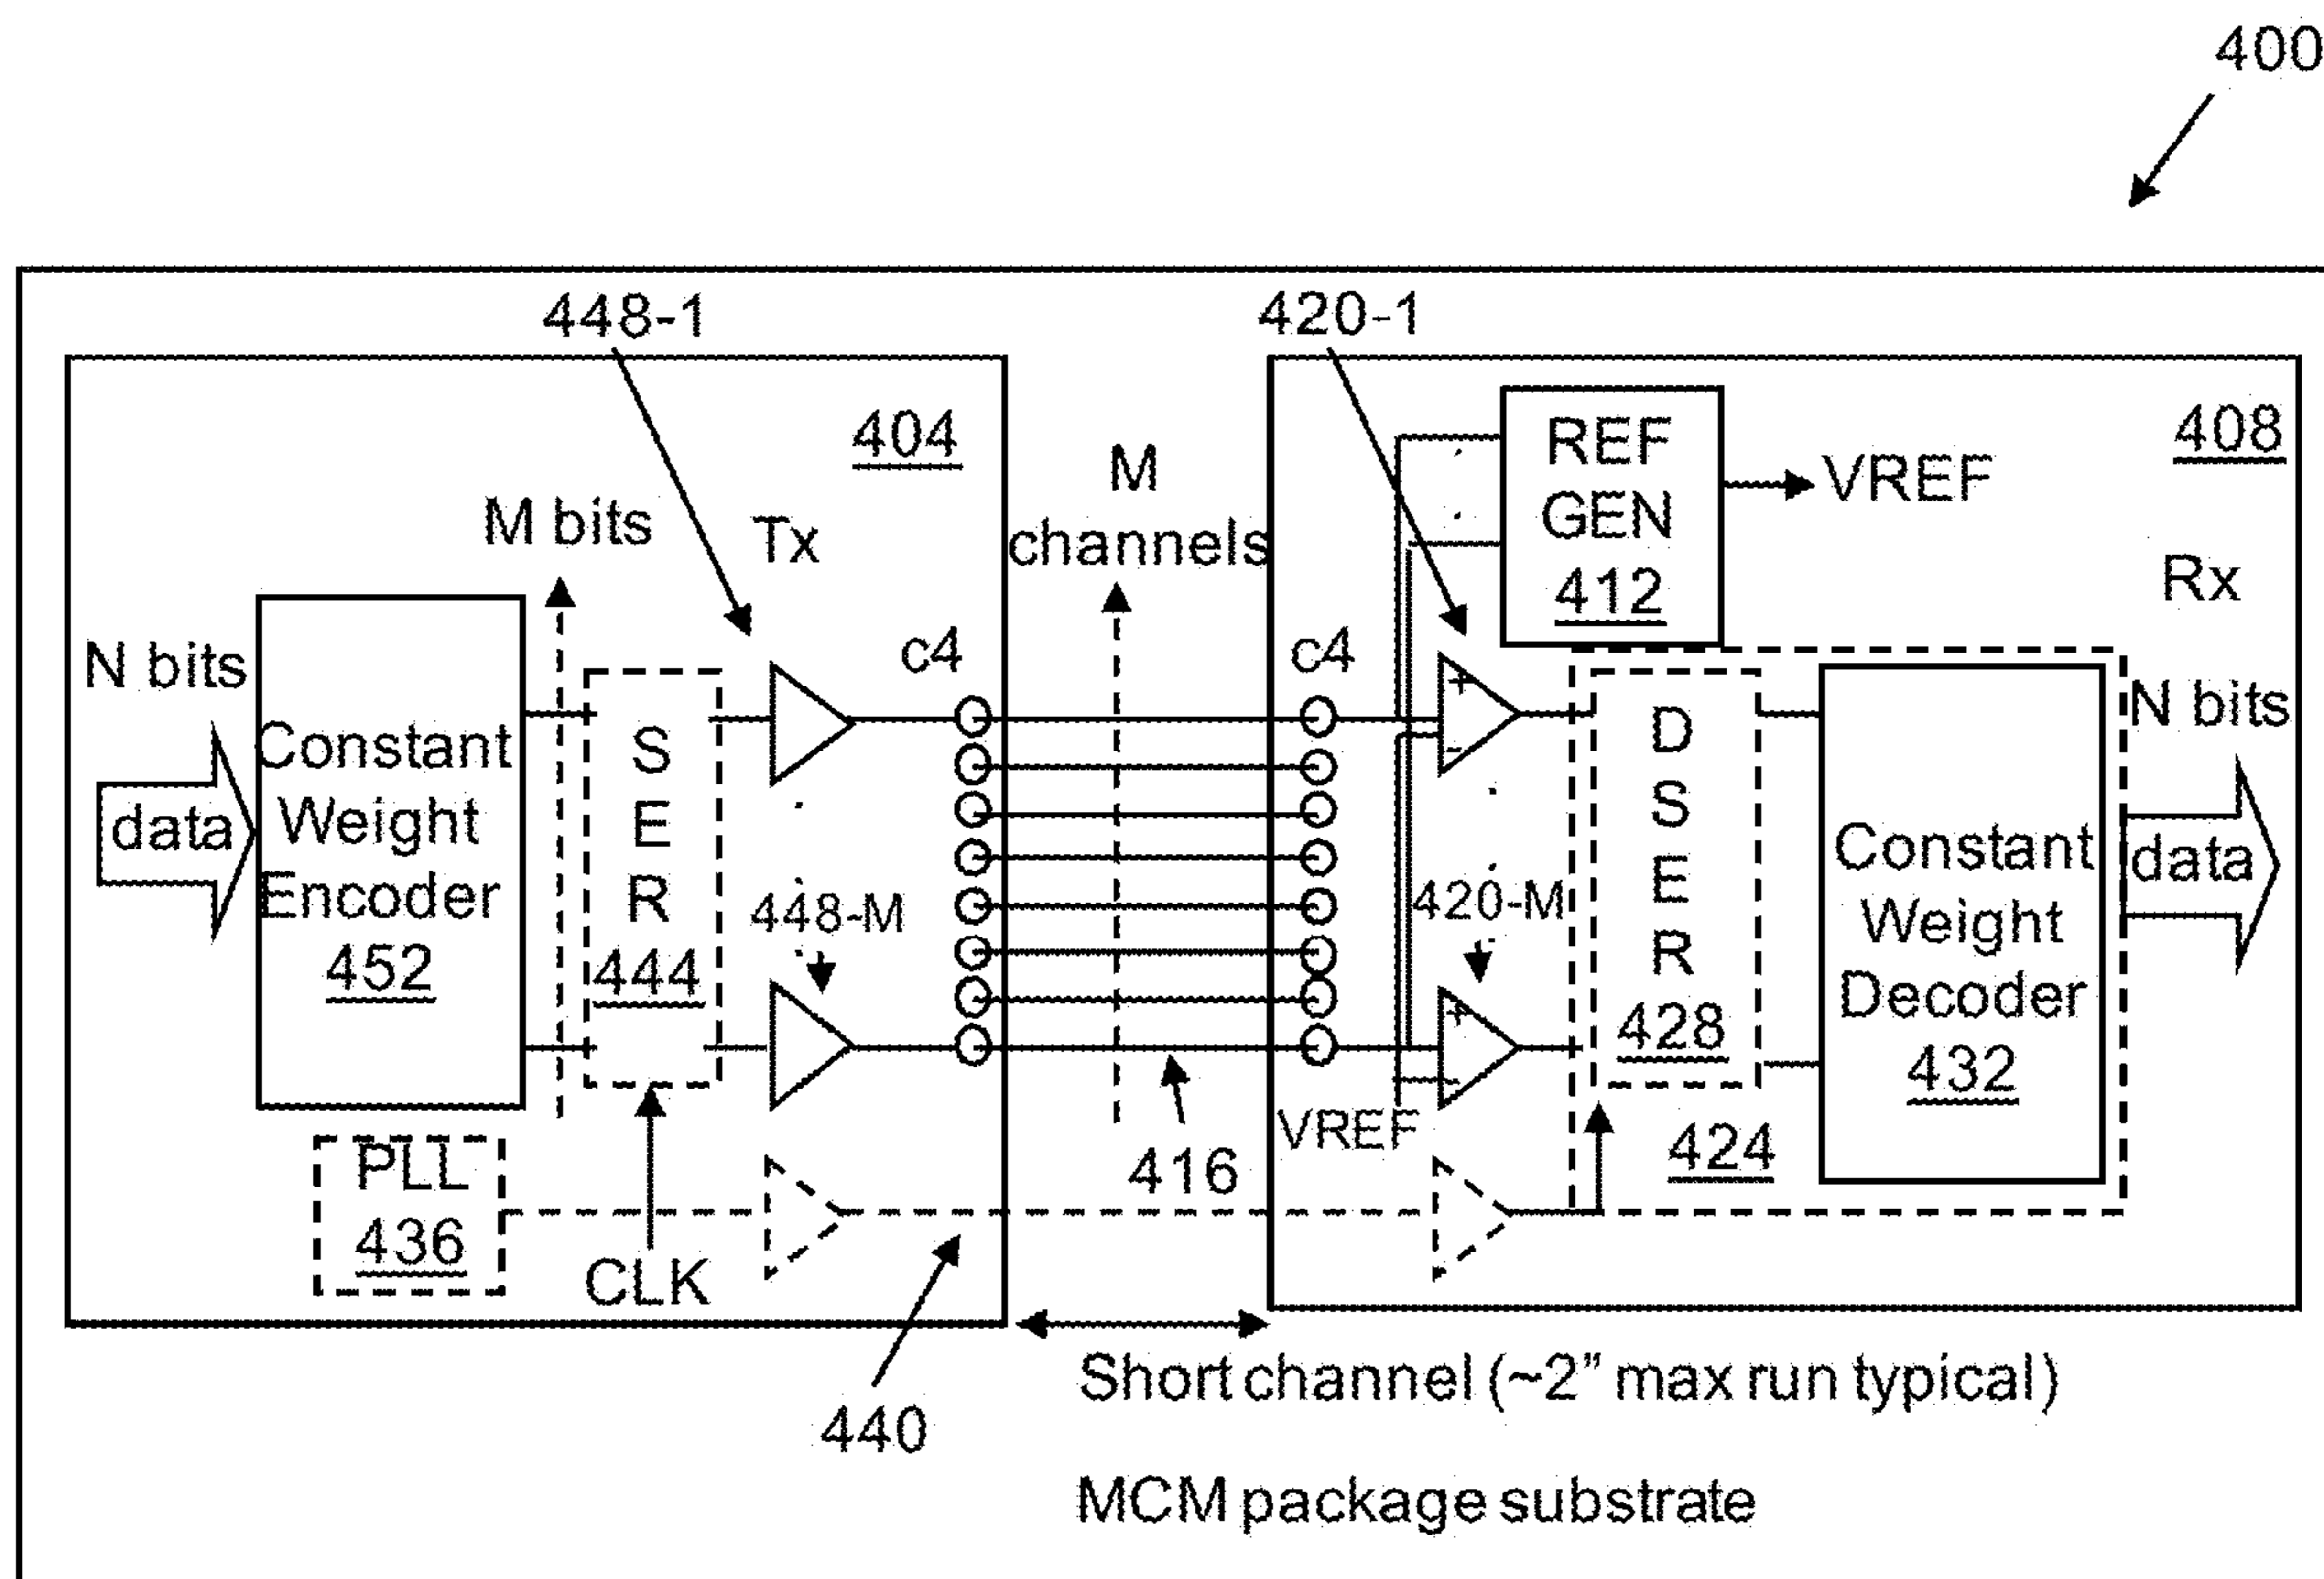 400
448-1
420-1
404
M
channels
REF
GEN
412
VREF
408
M bits
Tx
Rx
N bits
c4
c4
N bits
data
Constant
Weight
Encoder
452
S
E
R
444
448-M
420-M
D
S
E
R
428
Constant
Weight
Decoder
432
data
+
-
+
-
PLL
436
CLK
416
VREF
424
440
Short channel (~2” max run typical)
MCM package substrate